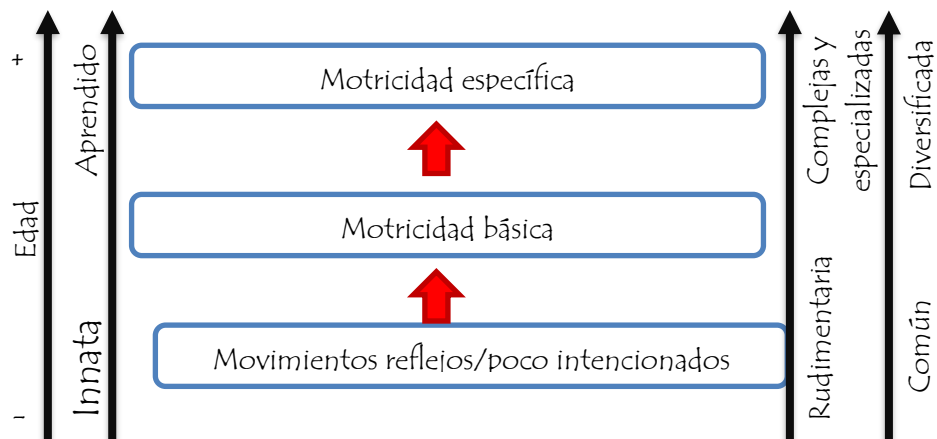 +
Edad
-
Aprendido
Innata
Motricidad específica
Motricidad básica
Movimientos reflejos/poco intencionados
Complejas y
especializadas
Rudimentaria
Diversificada
Común